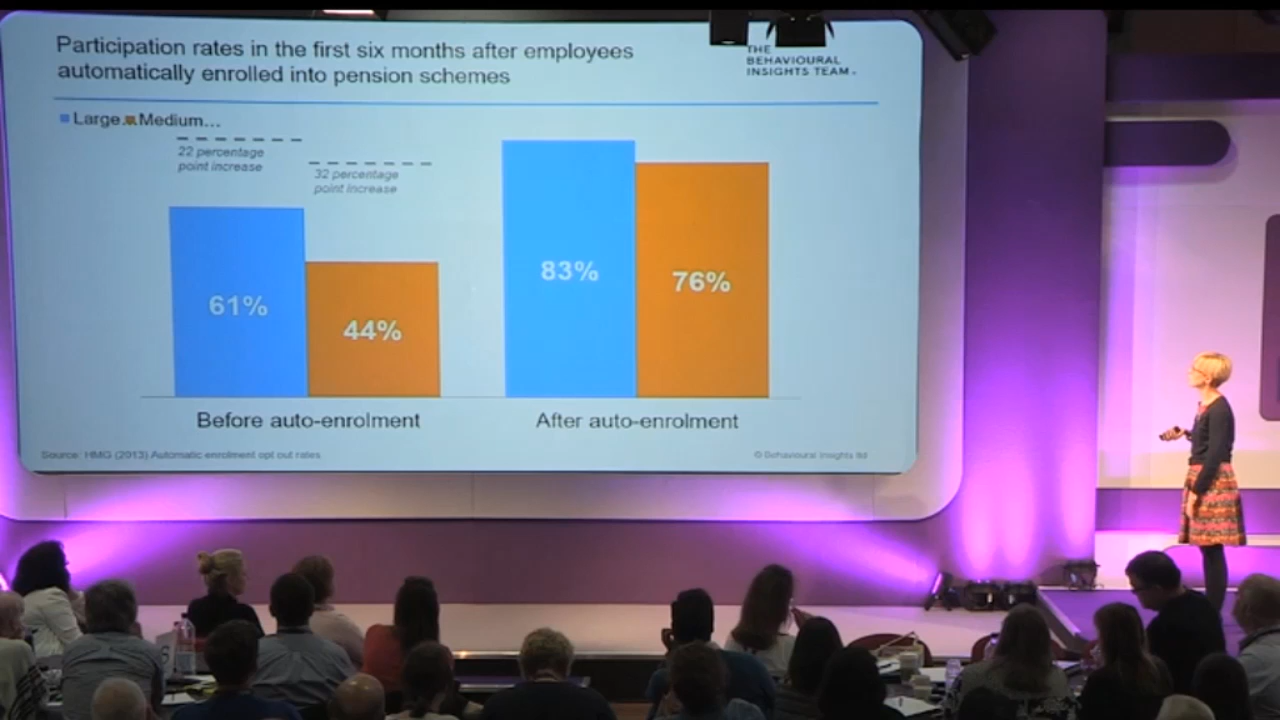 Participation rates in the first six months after employees
automatically enrolled into pension schemes
THE
BEHAVIOURAL
INSIGHTS TEAM.
Large Medium...
22 percentage
point increase
32 percentage
point increase
61%
44%
83%
76%
Before auto-enrolment
After auto-enrolment
Source: HMG (2013) Automatic enrolment opt out rates
© Behavioural Insights ltd